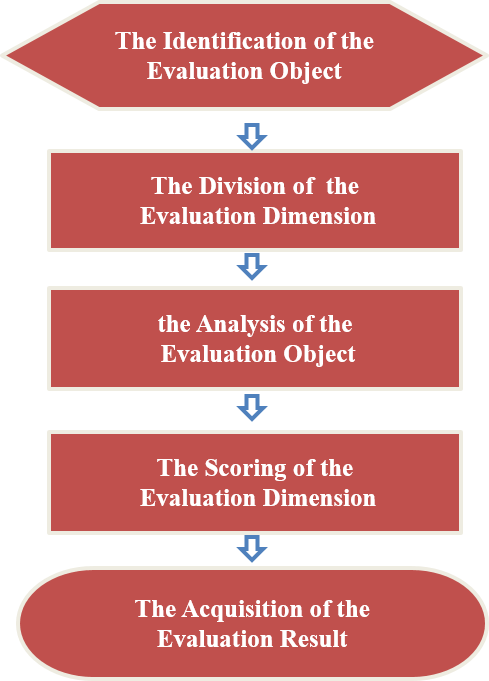 The Identification of the
Evaluation Object
The Division of the
Evaluation Dimension
the Analysis of the
Evaluation Object
The Scoring of the
Evaluation Dimension
The Acquisition of the
Evaluation Result